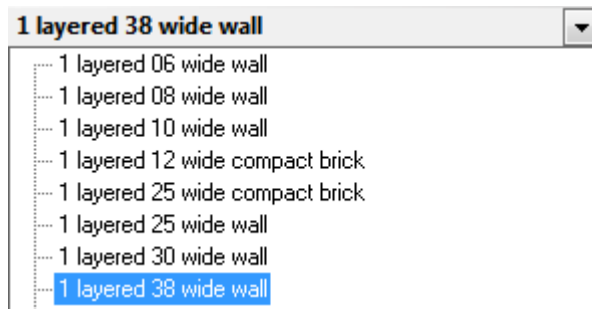 1 layered 38 wide wall
1 layered 06 wide wall
1 layered 08 wide wall
1 layered 10 wide wall
1 layered 12 wide compact brick
1 layered 25 wide compact brick
1 layered 25 wide wall
1 layered 30 wide wall
1 layered 38 wide wall